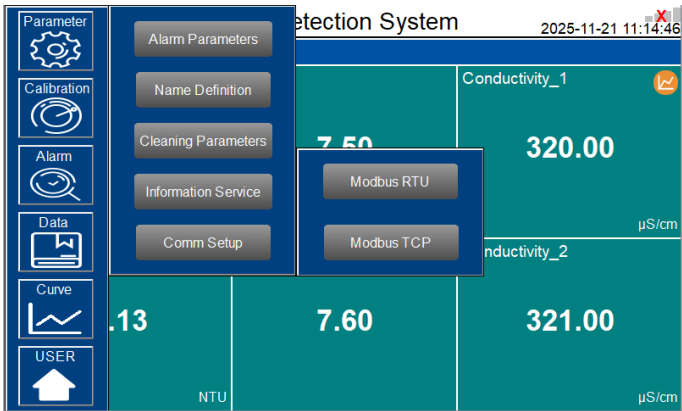 Parameter
Calibration
Alarm
Data
Curve
USER
Alarm Parameters
Name Definition
Cleaning Parameters
Information Service
Comm Setup
Modbus RTU
Modbus TCP
etection System
2025-11-21 11:14:46
7.50
Conductivity_1
320.00
µS/cm
.13
NTU
7.60
nductivity_2
321.00
µS/cm